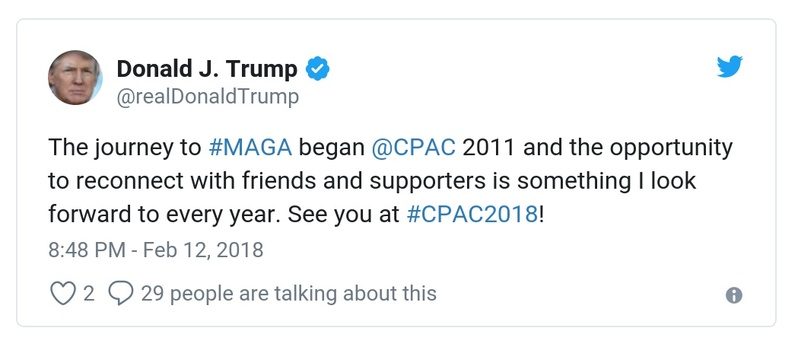 Donald J. Trump
@realDonaldTrump
The journey to #MAGA began @CPAC 2011 and the opportunity
to reconnect with friends and supporters is something I look
forward to every year. See you at #CPAC2018!
8:48 PM - Feb 12, 2018
2 29 people are talking about this